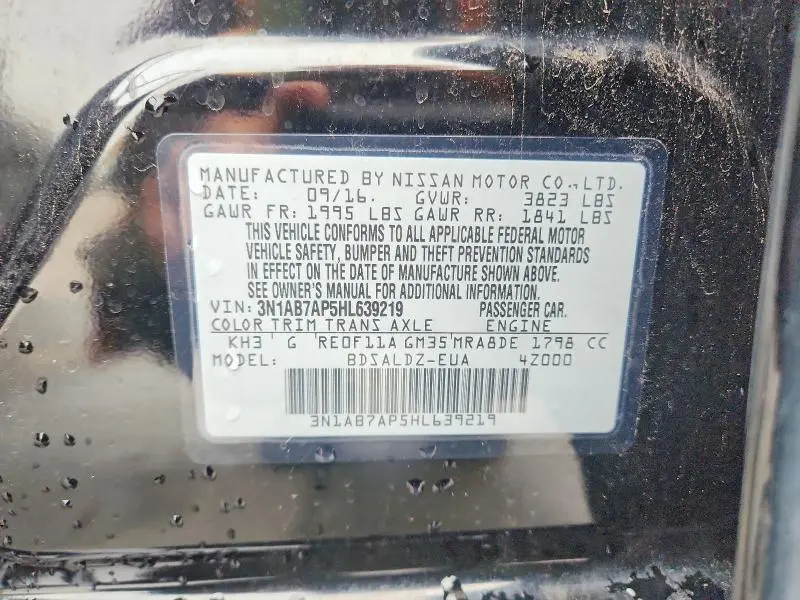 MANUFACTURED BY NISSAN MOTOR CO., LTD.
DATE: 09/16. GVWR: 3823 LBS
GAWR FR: 1995 LBS GAWR RR: 1841 LBS
THIS VEHICLE CONFORMS TO ALL APPLICABLE FEDERAL MOTOR
VEHICLE SAFETY, BUMPER AND THEFT PREVENTION STANDARDS
IN EFFECT ON THE DATE OF MANUFACTURE SHOWN ABOVE.
SEE OWNER'S MANUAL FOR ADDITIONAL INFORMATION.
VIN: 3N1AB7AP5HL639219 PASSENGER CAR.
COLOR TRIM TRANS AXLE ENGINE
KH3 G RE0F11A GM35 MRA8DE 1798 CC
MODEL: BDSALDZ-EUA 4Z000
3N1AB7AP5HL639219